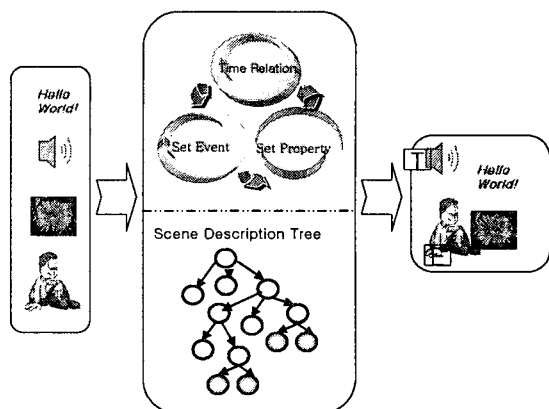 Hello
World!
Time Relation
Set Event
Set Property
Scene Description Tree
T
Hello
World!